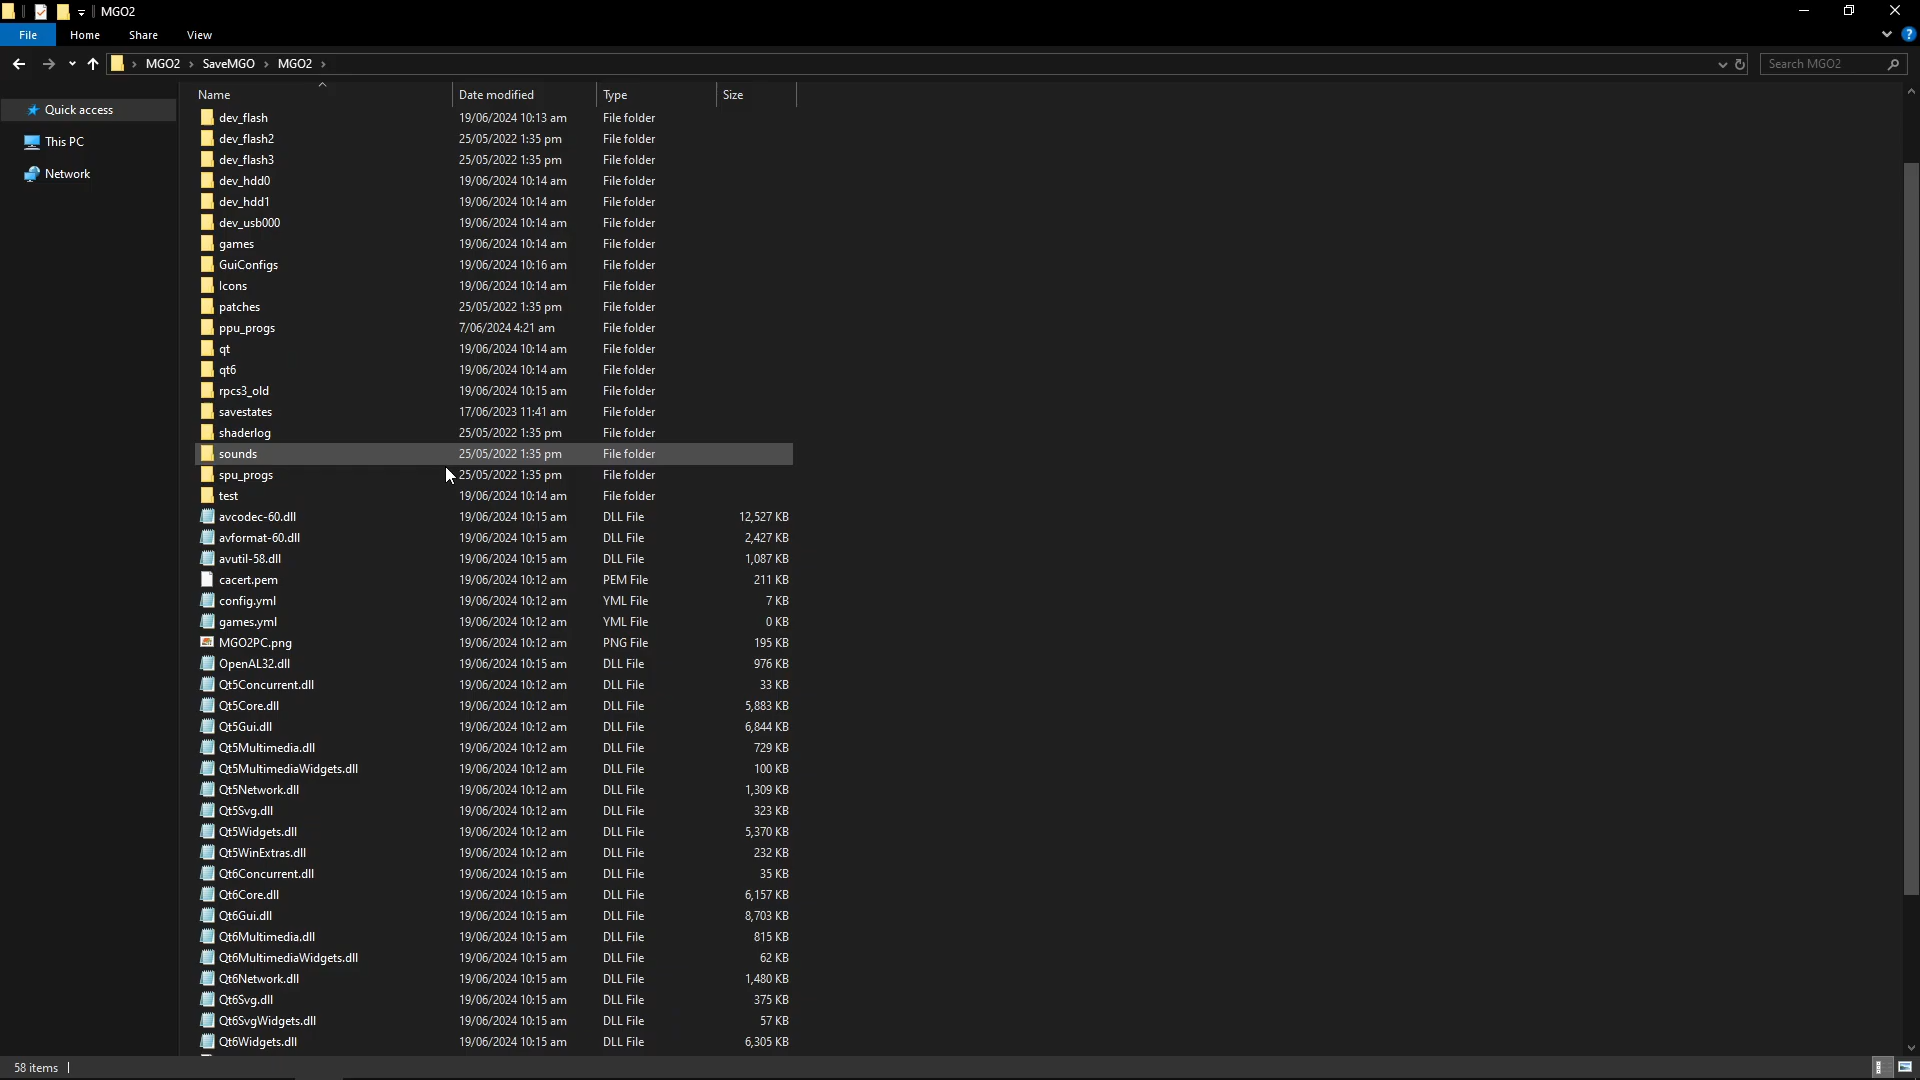 MGO2
File Home Share View
MGO2 SaveMGO MGO2 Search MGO2
Quick access
This PC
Network
Name Date modified Type Size
dev_flash 19/06/2024 10:13 am File folder
dev_flash2 25/05/2022 1:35 pm File folder
dev_flash3 25/05/2022 1:35 pm File folder
dev_hdd0 19/06/2024 10:14 am File folder
dev_hdd1 19/06/2024 10:14 am File folder
dev_usb000 19/06/2024 10:14 am File folder
games 19/06/2024 10:14 am File folder
GuiConfigs 19/06/2024 10:16 am File folder
Icons 19/06/2024 10:14 am File folder
patches 25/05/2022 1:35 pm File folder
ppu_progs 7/06/2024 4:21 am File folder
qt 19/06/2024 10:14 am File folder
qt6 19/06/2024 10:14 am File folder
rpcs3_old 19/06/2024 10:15 am File folder
savestates 17/06/2023 11:41 am File folder
shaderlog 25/05/2022 1:35 pm File folder
sounds 25/05/2022 1:35 pm File folder
spu_progs 25/05/2022 1:35 pm File folder
test 19/06/2024 10:14 am File folder
avcodec-60.dll 19/06/2024 10:15 am DLL File 12,527 KB
avformat-60.dll 19/06/2024 10:15 am DLL File 2,427 KB
avutil-58.dll 19/06/2024 10:15 am DLL File 1,087 KB
cacert.pem 19/06/2024 10:12 am PEM File 211 KB
config.yml 19/06/2024 10:12 am YML File 7 KB
games.yml 19/06/2024 10:12 am YML File 0 KB
MGO2PC.png 19/06/2024 10:12 am PNG File 195 KB
OpenAL32.dll 19/06/2024 10:15 am DLL File 976 KB
Qt5Concurrent.dll 19/06/2024 10:12 am DLL File 33 KB
Qt5Core.dll 19/06/2024 10:12 am DLL File 5,883 KB
Qt5Gui.dll 19/06/2024 10:12 am DLL File 6,844 KB
Qt5Multimedia.dll 19/06/2024 10:12 am DLL File 729 KB
Qt5MultimediaWidgets.dll 19/06/2024 10:12 am DLL File 100 KB
Qt5Network.dll 19/06/2024 10:12 am DLL File 1,309 KB
Qt5Svg.dll 19/06/2024 10:12 am DLL File 323 KB
Qt5Widgets.dll 19/06/2024 10:12 am DLL File 5,370 KB
Qt5WinExtras.dll 19/06/2024 10:12 am DLL File 232 KB
Qt6Concurrent.dll 19/06/2024 10:15 am DLL File 35 KB
Qt6Core.dll 19/06/2024 10:15 am DLL File 6,157 KB
Qt6Gui.dll 19/06/2024 10:15 am DLL File 8,703 KB
Qt6Multimedia.dll 19/06/2024 10:15 am DLL File 815 KB
Qt6MultimediaWidgets.dll 19/06/2024 10:15 am DLL File 62 KB
Qt6Network.dll 19/06/2024 10:15 am DLL File 1,480 KB
Qt6Svg.dll 19/06/2024 10:15 am DLL File 375 KB
Qt6SvgWidgets.dll 19/06/2024 10:15 am DLL File 57 KB
Qt6Widgets.dll 19/06/2024 10:15 am DLL File 6,305 KB
58 items